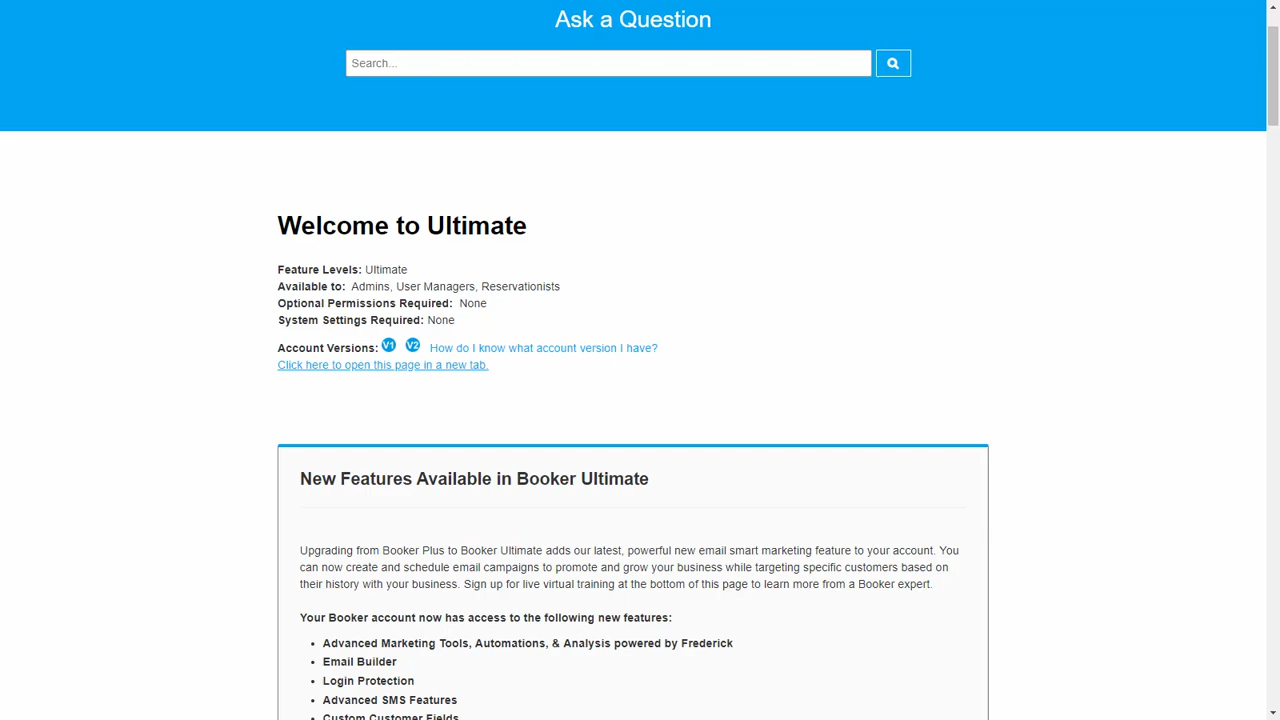 Ask a Question
Search...
Welcome to Ultimate
Feature Levels: Ultimate
Available to: Admins, User Managers, Reservationists
Optional Permissions Required: None
System Settings Required: None
Account Versions: V1 V2 How do I know what account version I have?
Click here to open this page in a new tab.
New Features Available in Booker Ultimate
Upgrading from Booker Plus to Booker Ultimate adds our latest, powerful new email smart marketing feature to your account. You
can now create and schedule email campaigns to promote and grow your business while targeting specific customers based on
their history with your business. Sign up for live virtual training at the bottom of this page to learn more from a Booker expert.
Your Booker account now has access to the following new features:
• Advanced Marketing Tools, Automations, & Analysis powered by Frederick
• Email Builder
• Login Protection
• Advanced SMS Features
Custom Customer Fields